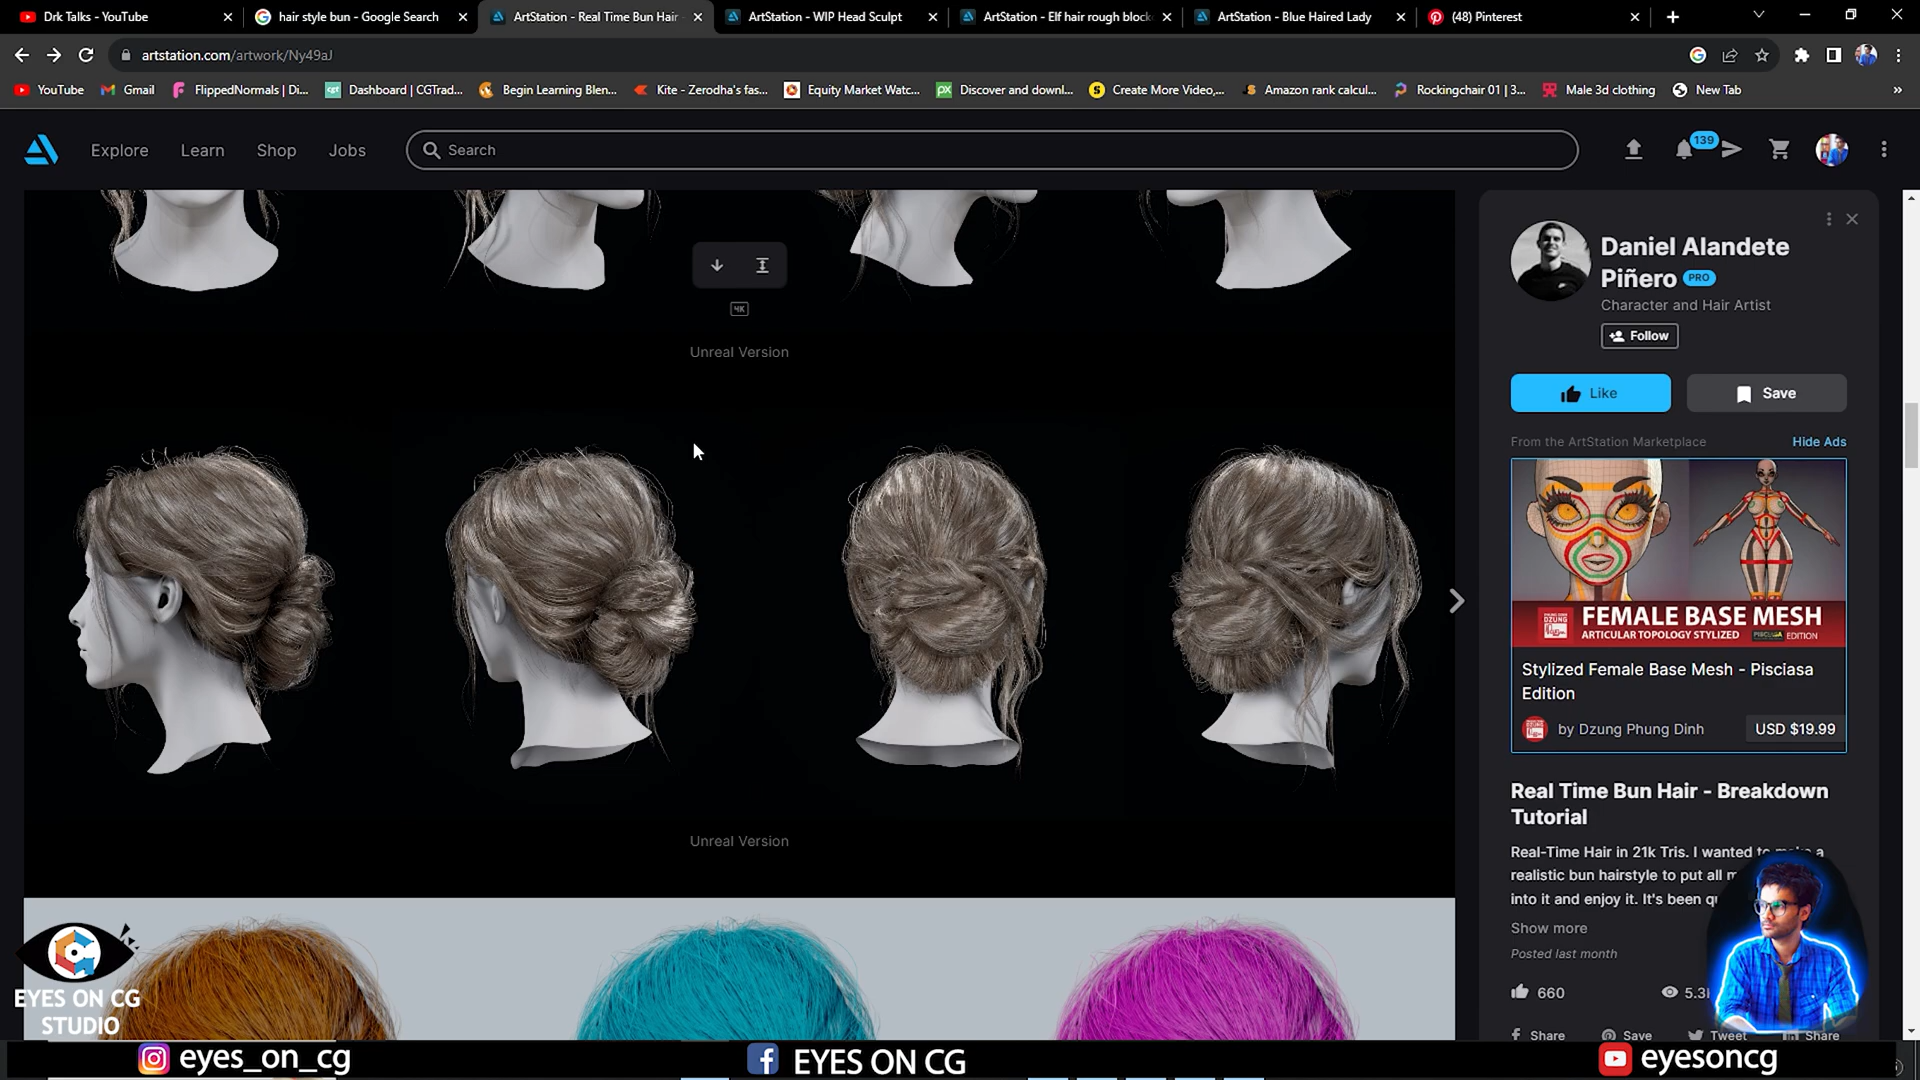 Drk Talks - YouTube
hair style bun - Google Search
ArtStation - Real Time Bun Hair
ArtStation - WIP Head Sculpt
ArtStation - Elf hair rough block
ArtStation - Blue Haired Lady
(48) Pinterest
artstation.com/artwork/Ny49aJ
YouTube
Gmail
FlippedNormals | Di...
Dashboard | CGTrad...
Begin Learning Blen...
Kite - Zerodha's fas...
Equity Market Watc...
Discover and downl...
Create More Video,...
Amazon rank calcul...
Rockingchair 01 | 3...
Male 3d clothing
New Tab
Explore
Learn
Shop
Jobs
Search
139
4K
Unreal Version
Unreal Version
Daniel Alandete
Piñero PRO
Character and Hair Artist
Follow
Like
Save
From the ArtStation Marketplace
Hide Ads
FEMALE BASE MESH
ARTICULAR TOPOLOGY STYLIZED
EDITION
Stylized Female Base Mesh - Pisciasa
Edition
by Dzung Phung Dinh
USD $19.99
Real Time Bun Hair - Breakdown
Tutorial
Real-Time Hair in 21k Tris. I wanted to
realistic bun hairstyle to put all
into it and enjoy it. It's been
Show more
Posted last month
660
Share
Save
Tweet
Share
EYES ON CG
STUDIO
eyes_on_cg
EYES ON CG
eyesoncg